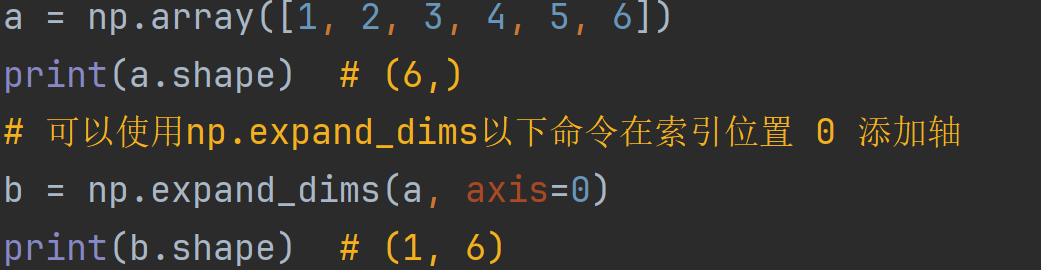 a = np.array([1, 2, 3, 4, 5, 6])
print(a.shape)  # (6,)
# 可以使用np.expand_dims以下命令在索引位置 0 添加轴
b = np.expand_dims(a, axis=0)
print(b.shape)  # (1, 6)